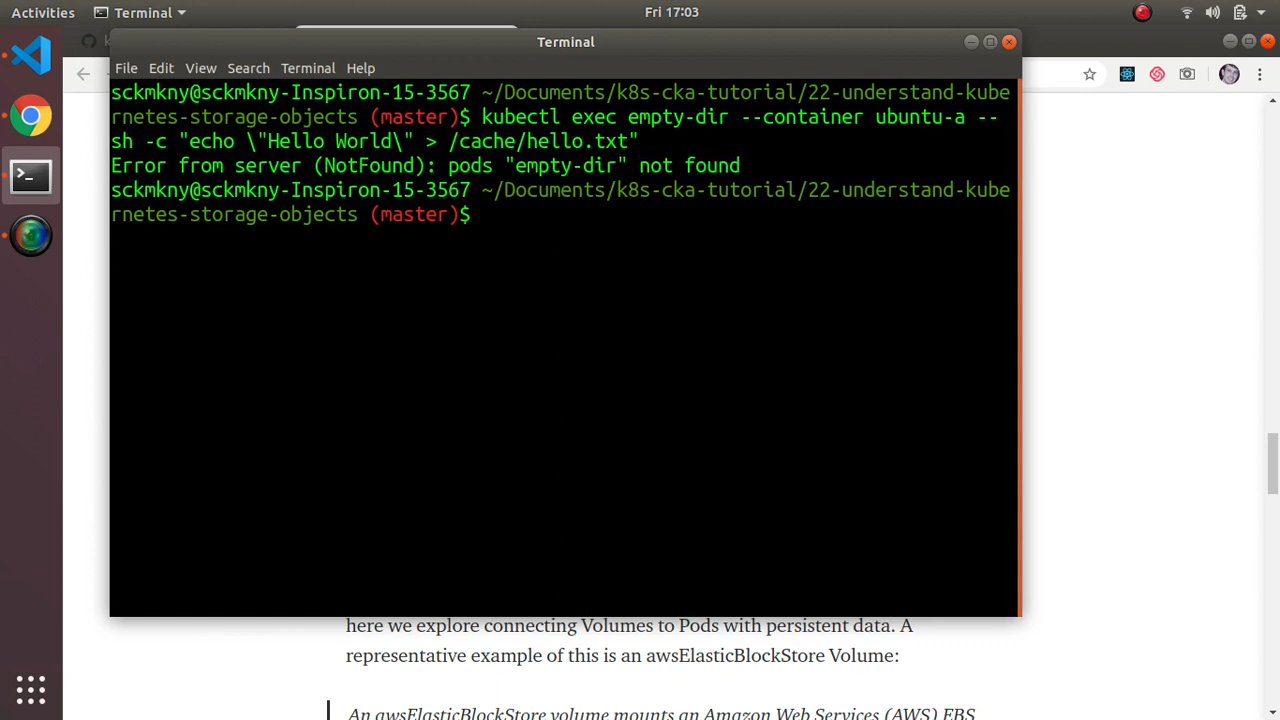 Activities Terminal Fri 17:03
Terminal
File Edit View Search Terminal Help
sckmkny@sckmkny-Inspiron-15-3567 ~/Documents/k8s-cka-tutorial/22-understand-kube
rnetes-storage-objects (master)$ kubectl exec empty-dir --container ubuntu-a --
sh -c "echo \"Hello World\" > /cache/hello.txt"
Error from server (NotFound): pods "empty-dir" not found
sckmkny@sckmkny-Inspiron-15-3567 ~/Documents/k8s-cka-tutorial/22-understand-kube
rnetes-storage-objects (master)$
here we explore connecting Volumes to Pods with persistent data. A
representative example of this is an awsElasticBlockStore Volume:
An awsElasticBlockStore volume mounts an Amazon Web Services (AWS) EBS